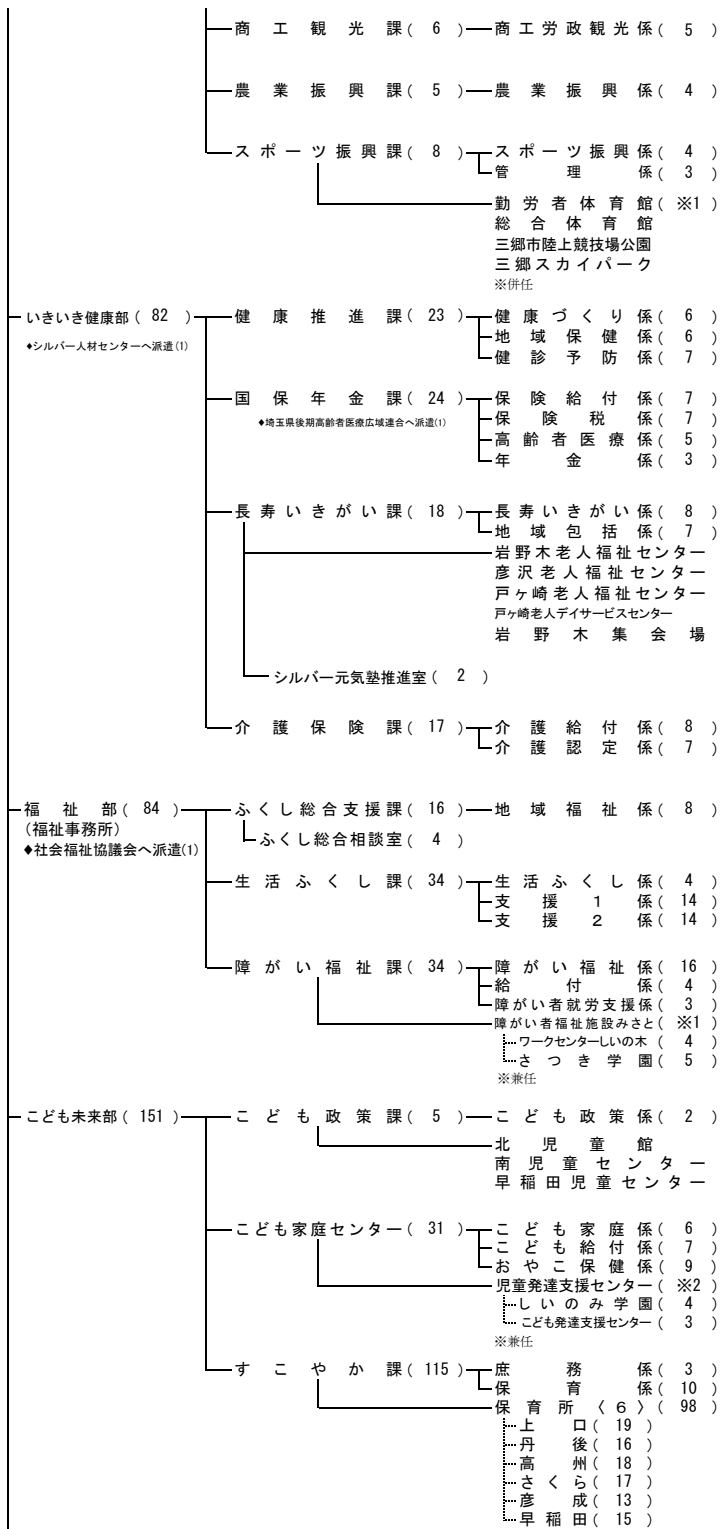 商工観光課( 6 ) 商工労政観光係( 5 )
農業振興課( 5 ) 農業振興係( 4 )
スポーツ振興課( 8 ) スポーツ振興係( 4 )
管理係( 3 )
勤労者体育館( ※1 )
総合体育館
三郷市陸上競技場公園
三郷スカイパーク
※併任
いきいき健康部( 82 ) 健康推進課( 23 ) 健康づくり係( 6 )
◆シルバー人材センターへ派遣(1) 地域保健係( 6 )
健診予防係( 7 )
国保年金課( 24 ) 保険給付係( 7 )
◆埼玉県後期高齢者医療広域連合へ派遣(1) 保険税係( 7 )
高齢者医療係( 5 )
年金係( 3 )
長寿いきがい課( 18 ) 長寿いきがい係( 8 )
地域包括係( 7 )
岩野木老人福祉センター
彦沢老人福祉センター
戸ヶ崎老人福祉センター
戸ヶ崎老人デイサービスセンター
岩野木集会場
シルバー元気塾推進室( 2 )
介護保険課( 17 ) 介護給付係( 8 )
介護認定係( 7 )
福祉部( 84 ) ふくし総合支援課( 16 ) 地域福祉係( 8 )
(福祉事務所)
◆社会福祉協議会へ派遣(1) ふくし総合相談室( 4 )
生活ふくし課( 34 ) 生活ふくし係( 4 )
支援1係( 14 )
支援2係( 14 )
障がい福祉課( 34 ) 障がい福祉係( 16 )
給付係( 4 )
障がい者就労支援係( 3 )
障がい者福祉施設みさと( ※1 )
ワークセンターしいの木( 4 )
さつき学園( 5 )
※兼任
こども未来部( 151 ) こども政策課( 5 ) こども政策係( 2 )
北児童館
南児童センター
早稲田児童センター
こども家庭センター( 31 ) こども家庭係( 6 )
こども給付係( 7 )
おやこ保健係( 9 )
児童発達支援センター( ※2 )
しいのみ学園( 4 )
こども発達支援センター( 3 )
※兼任
すこやか課( 115 ) 庶務係( 3 )
保育係( 10 )
保育所〈6〉( 98 )
上口( 19 )
丹後( 16 )
高州( 18 )
さくら( 17 )
彦成( 13 )
早稲田( 15 )